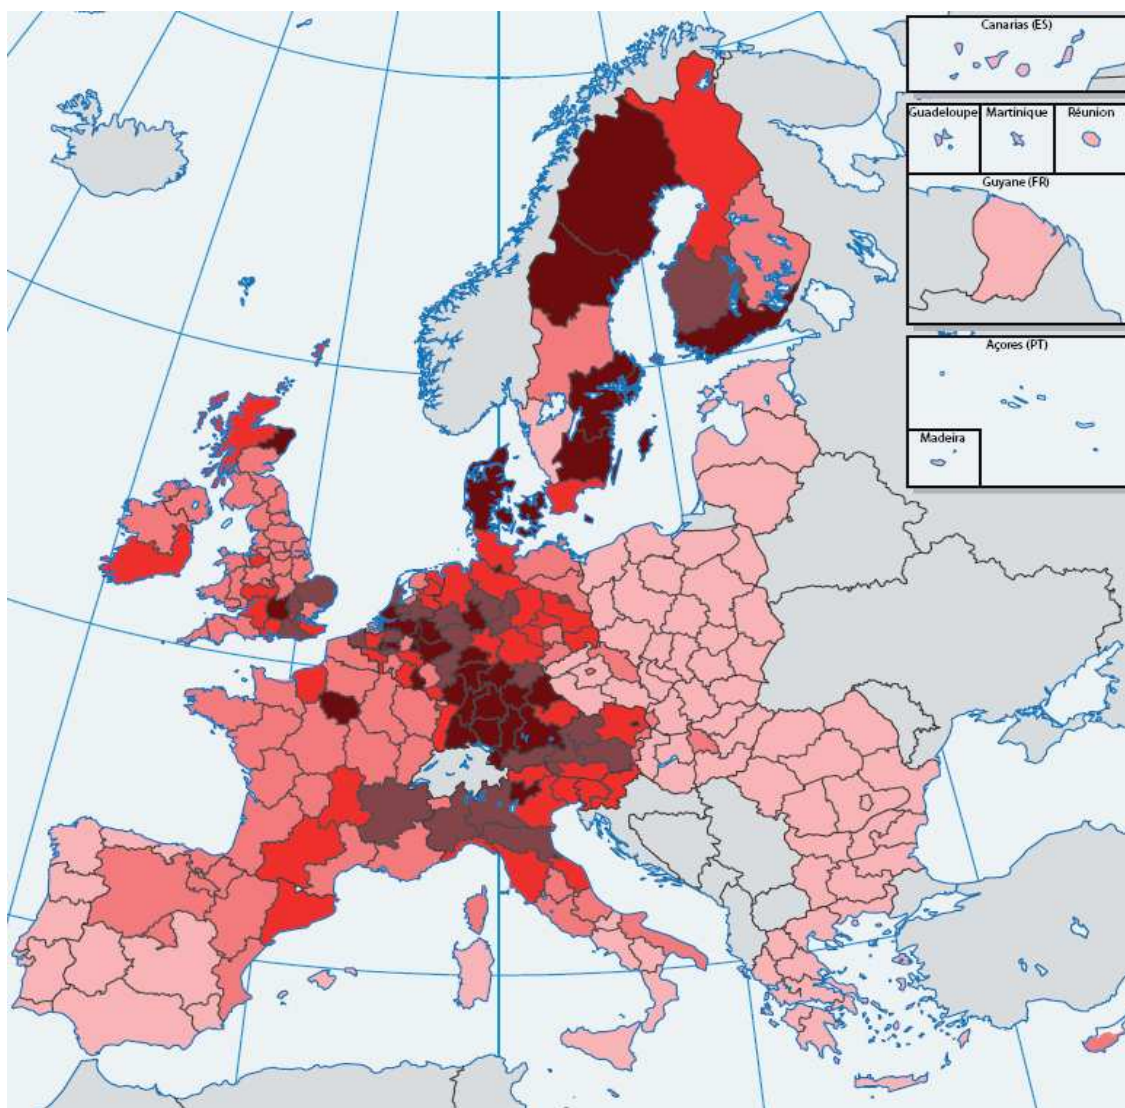 Canarias (ES)
Guadeloupe
Martinique
Réunion
Guyane (FR)
Açores (PT)
Madeira